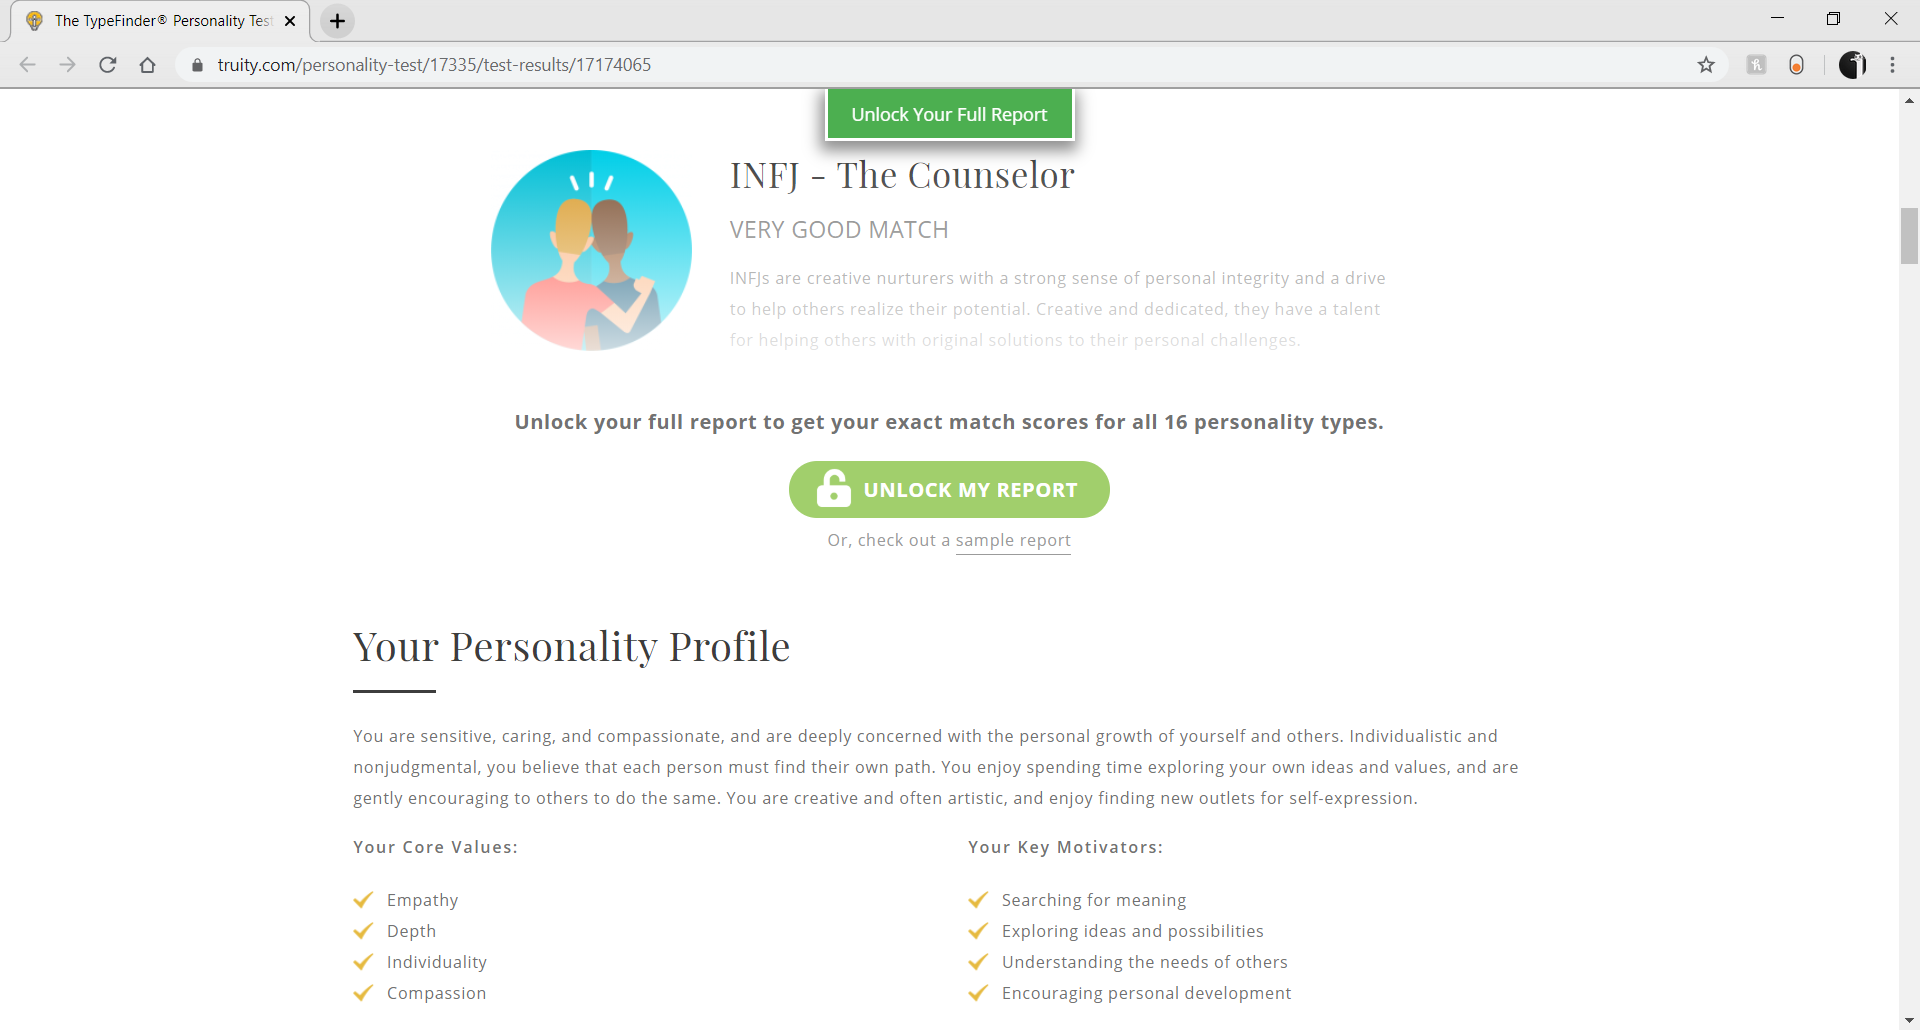 The TypeFinder® Personality Test
truity.com/personality-test/17335/test-results/17174065
Unlock Your Full Report
INFJ - The Counselor
VERY GOOD MATCH
INFJs are creative nurturers with a strong sense of personal integrity and a drive
to help others realize their potential. Creative and dedicated, they have a talent
for helping others with original solutions to their personal challenges.
Unlock your full report to get your exact match scores for all 16 personality types.
UNLOCK MY REPORT
Or, check out a sample report
Your Personality Profile
You are sensitive, caring, and compassionate, and are deeply concerned with the personal growth of yourself and others. Individualistic and
nonjudgmental, you believe that each person must find their own path. You enjoy spending time exploring your own ideas and values, and are
gently encouraging to others to do the same. You are creative and often artistic, and enjoy finding new outlets for self-expression.
Your Core Values:
Empathy
Depth
Individuality
Compassion
Your Key Motivators:
Searching for meaning
Exploring ideas and possibilities
Understanding the needs of others
Encouraging personal development